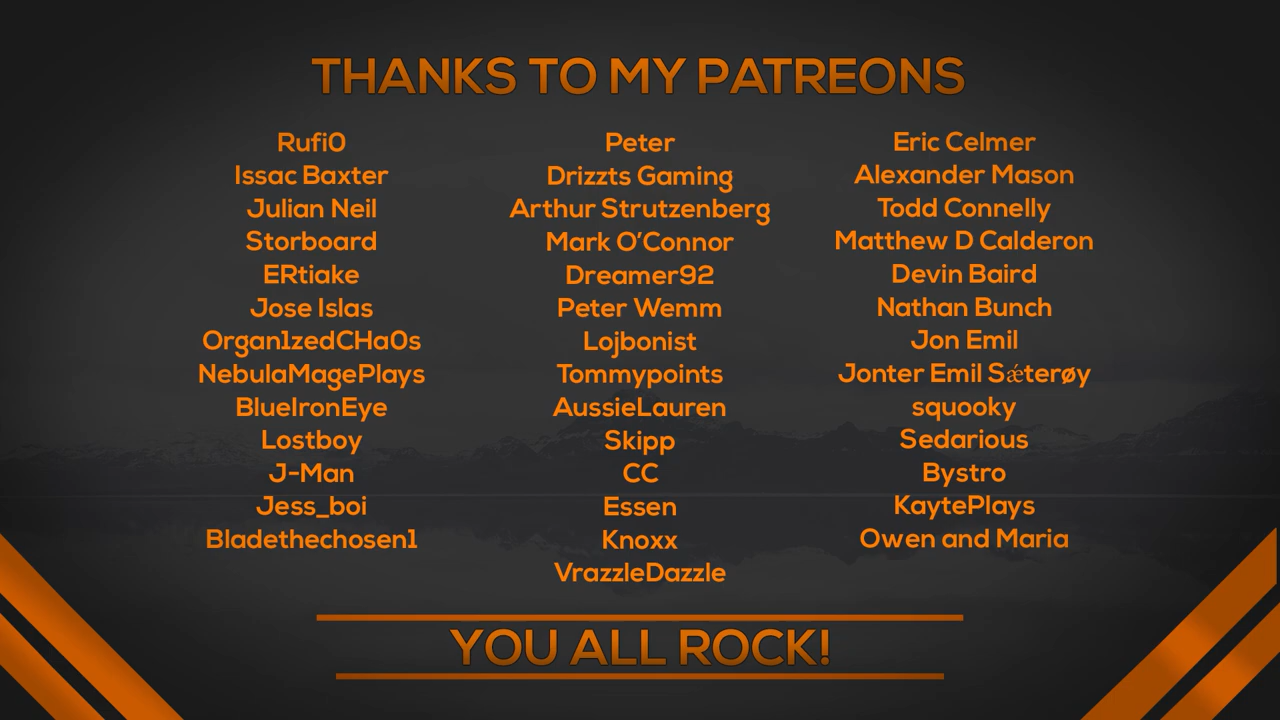 THANKS TO MY PATREONS
Rufi0
Issac Baxter
Julian Neil
Storboard
ERtiake
Jose Islas
Organ1zedCHa0s
NebulaMagePlays
BlueIronEye
Lostboy
J-Man
Jess_boi
Bladethechosen1
Peter
Drizzts Gaming
Arthur Strutzenberg
Mark O’Connor
Dreamer92
Peter Wemm
Lojbonist
Tommypoints
AussieLauren
Skipp
CC
Essen
Knoxx
VrazzleDazzle
Eric Celmer
Alexander Mason
Todd Connelly
Matthew D Calderon
Devin Baird
Nathan Bunch
Jon Emil
Jonter Emil Sǽterøy
squooky
Sedarious
Bystro
KaytePlays
Owen and Maria
YOU ALL ROCK!